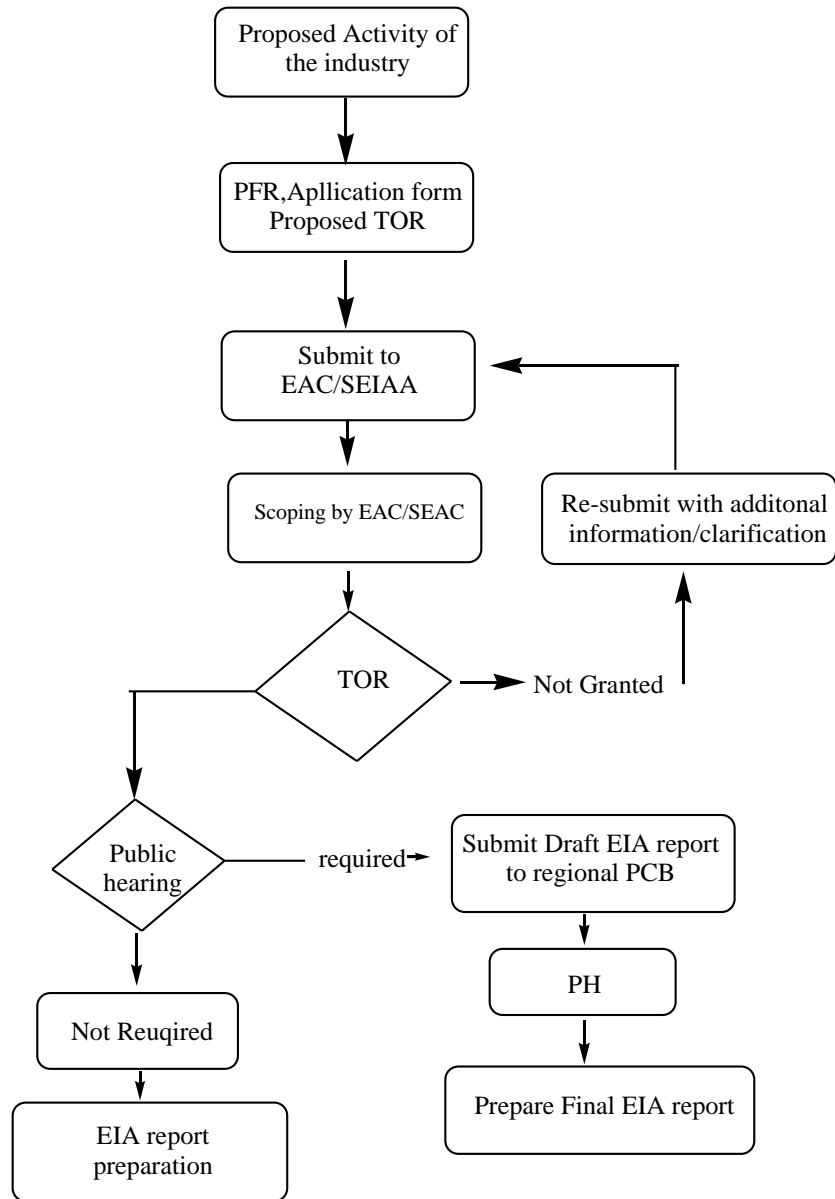 Proposed Activity of
the industry
PFR,Apllication form
Proposed TOR
Submit to
EAC/SEIAA
Scoping by EAC/SEAC
Re-submit with additonal
information/clarification
TOR
Not Granted
Public
hearing
required
Submit Draft EIA report
to regional PCB
PH
Not Reuqired
Prepare Final EIA report
EIA report
preparation